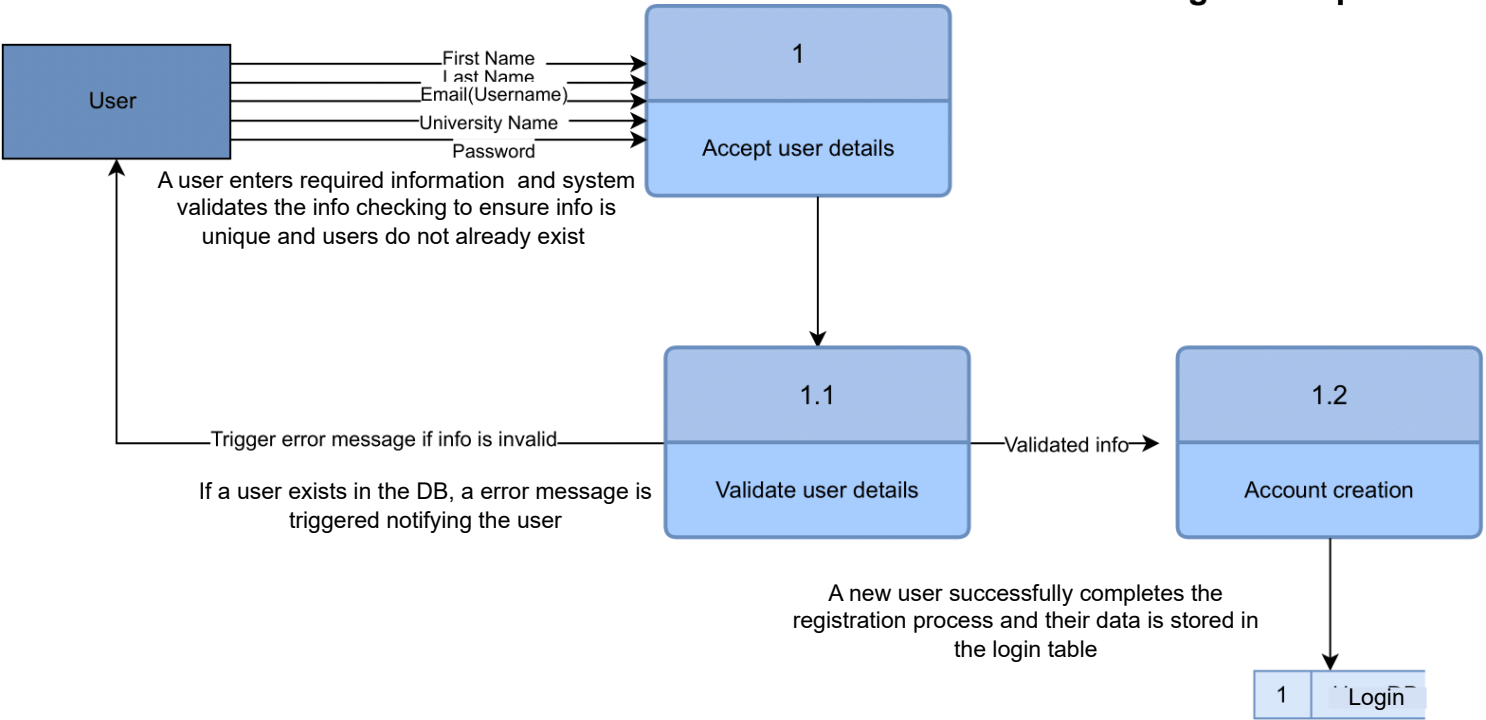 User
First Name
Last Name
Email(Username)
University Name
Password
1
Accept user details
A user enters required information and system
validates the info checking to ensure info is
unique and users do not already exist
1.1
Validate user details
Trigger error message if info is invalid
If a user exists in the DB, a error message is
triggered notifying the user
Validated info
1.2
Account creation
A new user successfully completes the
registration process and their data is stored in
the login table
1
Login